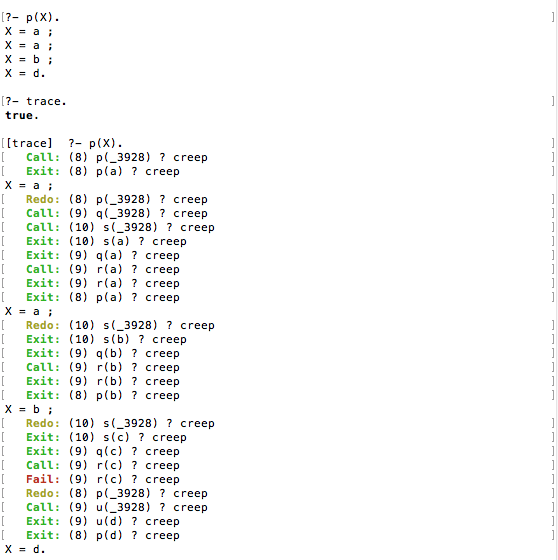 [?- p(X).                                                                      ]
X = a ;
X = a ;
X = b ;
X = d.
[?- trace.                                                                     ]
true.
[[trace]  ?- p(X).                                                             ]
[   Call: (8) p(_3928) ? creep                                                 ]
[   Exit: (8) p(a) ? creep                                                     ]
X = a ;
[   Redo: (8) p(_3928) ? creep                                                 ]
[   Call: (9) q(_3928) ? creep                                                 ]
[   Call: (10) s(_3928) ? creep                                                ]
[   Exit: (10) s(a) ? creep                                                    ]
[   Exit: (9) q(a) ? creep                                                     ]
[   Call: (9) r(a) ? creep                                                     ]
[   Exit: (9) r(a) ? creep                                                     ]
[   Exit: (8) p(a) ? creep                                                     ]
X = a ;
[   Redo: (10) s(_3928) ? creep                                                ]
[   Exit: (10) s(b) ? creep                                                    ]
[   Exit: (9) q(b) ? creep                                                     ]
[   Call: (9) r(b) ? creep                                                     ]
[   Exit: (9) r(b) ? creep                                                     ]
[   Exit: (8) p(b) ? creep                                                     ]
X = b ;
[   Redo: (10) s(_3928) ? creep                                                ]
[   Exit: (10) s(c) ? creep                                                    ]
[   Exit: (9) q(c) ? creep                                                     ]
[   Call: (9) r(c) ? creep                                                     ]
[   Fail: (9) r(c) ? creep                                                     ]
[   Redo: (8) p(_3928) ? creep                                                 ]
[   Call: (9) u(_3928) ? creep                                                 ]
[   Exit: (9) u(d) ? creep                                                     ]
[   Exit: (8) p(d) ? creep                                                     ]
X = d.